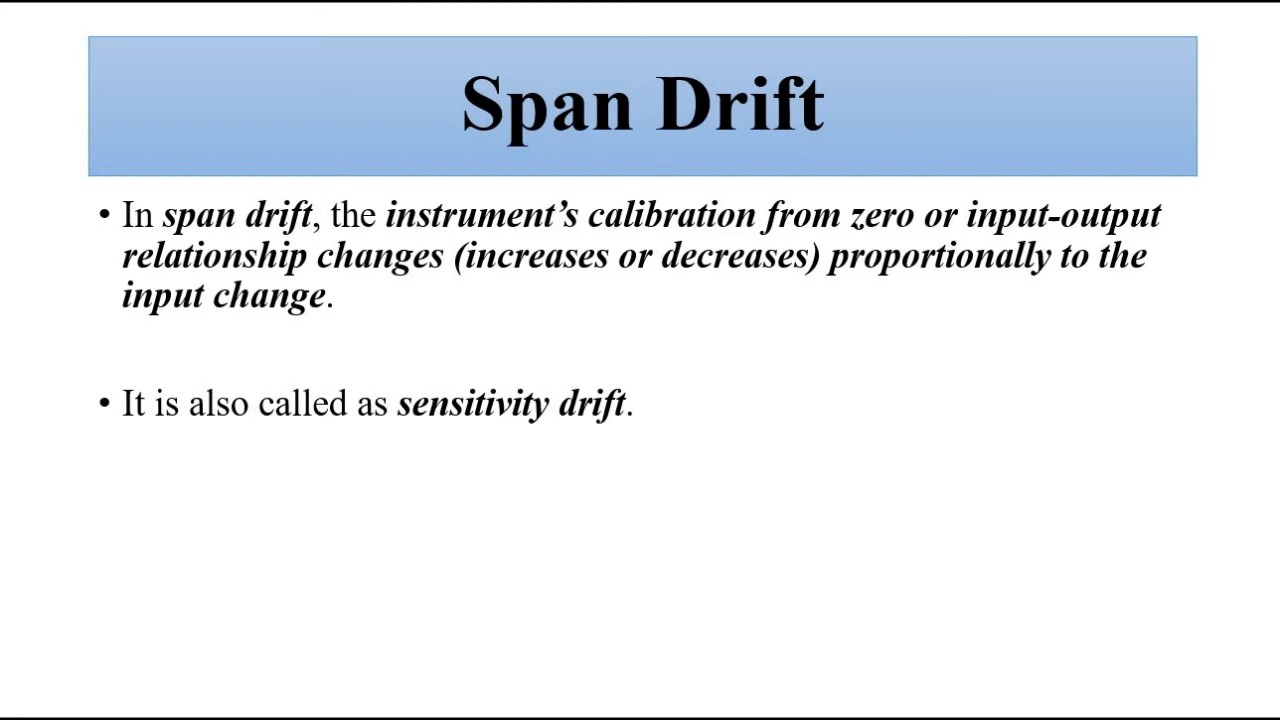 Span Drift
• In span drift, the instrument’s calibration from zero or input-output
relationship changes (increases or decreases) proportionally to the
input change.
• It is also called as sensitivity drift.